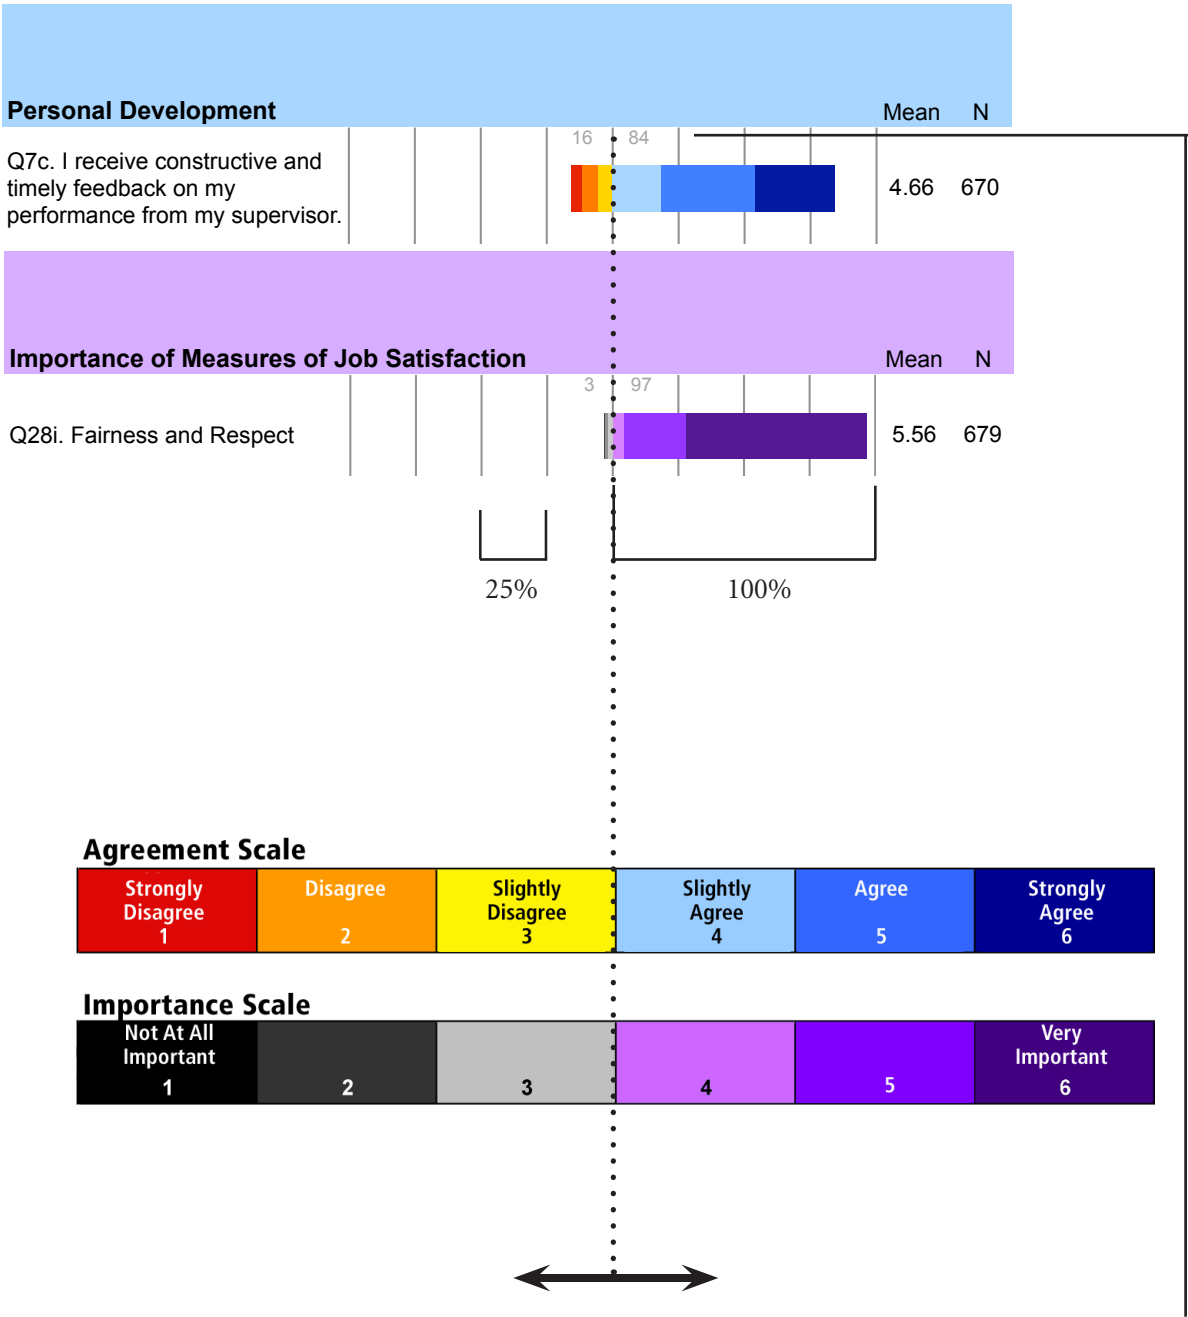 Personal Development Mean N
16 84
Q7c. I receive constructive and
timely feedback on my
performance from my supervisor.
4.66 670
Importance of Measures of Job Satisfaction Mean N
3 97
Q28i. Fairness and Respect 5.56 679
25% 100%
Agreement Scale
Strongly
Disagree
1
Disagree
2
Slightly
Disagree
3
Slightly
Agree
4
Agree
5
Strongly
Agree
6
Importance Scale
Not At All
Important
1
2
3
4
5
Very
Important
6